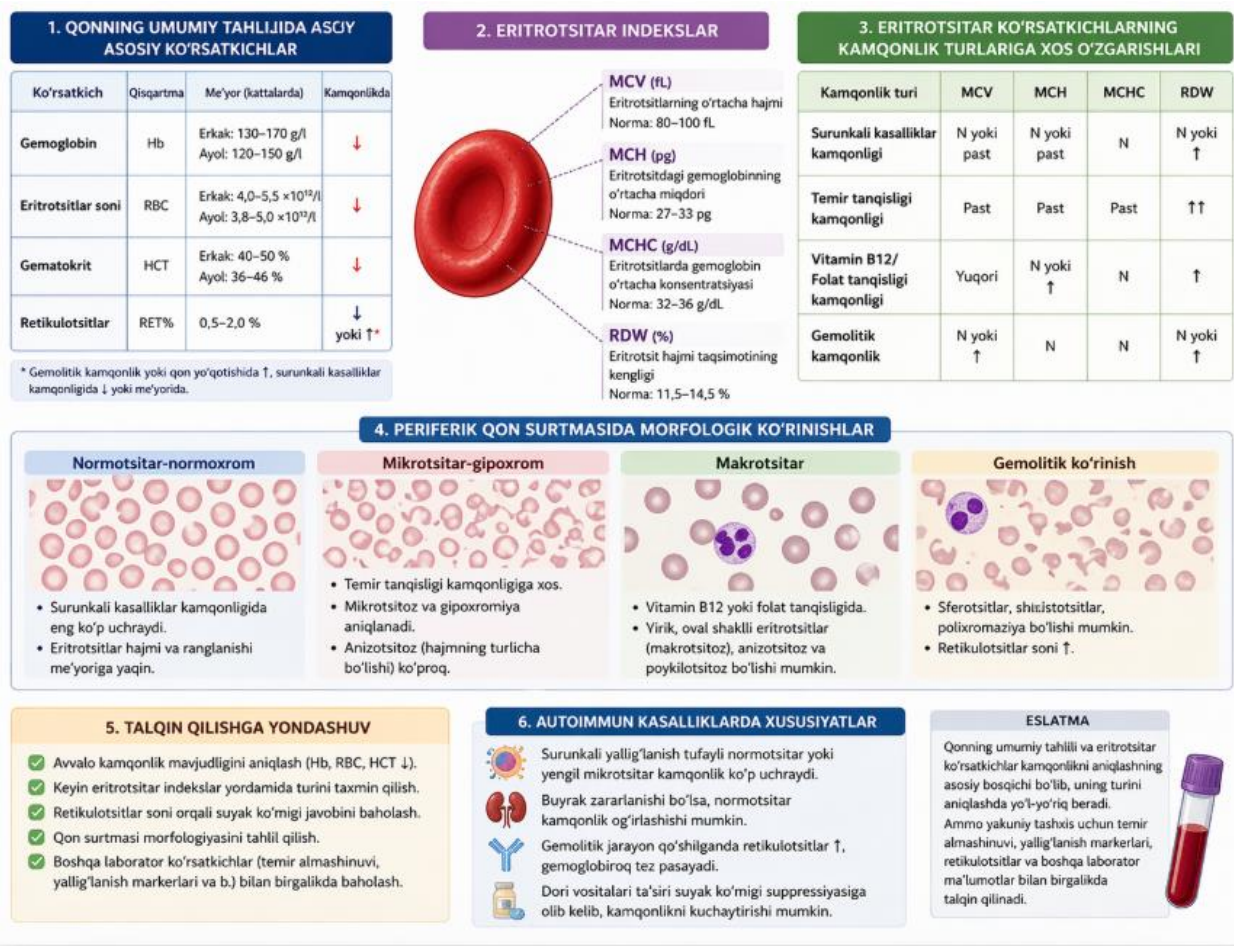 1. QONNING UMUMIY TAHLIJIDA ASOJY
ASOSIY KO'RSATKICHLAR
Ko'rsatkich Qisqartma Me'yor (kattalarda) Kamqonlikda
Gemoglobin Hb Erkak: 130–170 g/l ↓
Ayol: 120–150 g/l
Eritrotsitlar soni RBC Erkak: 4,0–5,5 ×10¹²/l ↓
Ayol: 3,8–5,0 ×10¹²/l
Gematokrit HCT Erkak: 40–50 % ↓
Ayol: 36–46 %
Retikulotsitlar RET% 0,5–2,0 % ↓
yoki ↑*
* Gemolitik kamqonlik yoki qon yo'qotishida ↑, surunkali kasalliklar
kamqonligida ↓ yoki me'yorida.
2. ERITROTSITAR INDEKSLAR
MCV (fL)
Eritrotsitlarning o'rtacha hajmi
Norma: 80–100 fL
MCH (pg)
Eritrotsitdagi gemoglobinning
o'rtacha miqdori
Norma: 27–33 pg
MCHC (g/dL)
Eritrotsitlarda gemoglobin
o'rtacha konsentratsiyasi
Norma: 32–36 g/dL
RDW (%)
Eritrotsit hajmi taqsimotining
kengligi
Norma: 11,5–14,5 %
3. ERITROTSITAR KO'RSATKICHLARNING
KAMQONLIK TURLARIGA XOS O'ZGARISHLARI
Kamqonlik turi MCV MCH MCHC RDW
Surunkali kasalliklar N yoki N yoki N N yoki
kamqonligi past past ↑
Temir tanqisligi Past Past Past ↑↑
kamqonligi
Vitamin B12/ Yuqori N yoki N ↑
Folat tanqisligi ↑
kamqonligi
Gemolitik N yoki N N N yoki
kamqonlik ↑ ↑
4. PERIFERIK QON SURTMASIDA MORFOLOGIK KO'RINISHLAR
Normotsitar-normoxrom
• Surunkali kasalliklar kamqonligida
eng ko'p uchraydi.
• Eritrotsitlar hajmi va ranglanishi
me'yoriga yaqin.
Mikrotsitar-gipoxrom
• Temir tanqisligi kamqonligiga xos.
• Mikrotsitoz va gipoxromiya
aniqlanadi.
• Anizotsitoz (hajmning turlicha
bo'lishi) ko'proq.
Makrotsitar
• Vitamin B12 yoki folat tanqisligida.
• Yirik, oval shaklli eritrotsitlar
(makrotsitoz), anizotsitoz va
poykilotsitoz bo'lishi mumkin.
Gemolitik ko'rinish
• Sferotsitlar,
polixromaziya bo'lishi mumkin.
• Retikulotsitlar soni ↑.
5. TALQIN QILISHGA YONDASHUV
Avvalo kamqonlik mavjudligini aniqlash (Hb, RBC, HCT ↓).
Keyin eritrotsitar indekslar yordamida turini taxmin qilish.
Retikulotsitlar soni orqali suyak ko'migi javobini baholash.
Qon surtmasi morfologiyasini tahlil qilish.
Boshqa laborator ko'rsatkichlar (temir almashinuvi,
yallig'lanish markerlari va b.) bilan birgalikda baholash.
6. AUTOIMMUN KASALLIKLARDA XUSUSIYATLAR
Surunkali yallig'lanish tufayli normotsitar yoki
yengil mikrotsitar kamqonlik ko'p uchraydi.
Buyrak zararlanishi bo'lsa, normotsitar
kamqonlik og'irlashishi mumkin.
Gemolitik jarayon qo'shilganda retikulotsitlar ↑,
gemoglobiroq tez pasayadi.
Dori vositalari ta'siri suyak ko'migi suppressiyasiga
olib kelib, kamqonlikni kuchaytirishi mumkin.
ESLATMA
Qonning umumiy tahlili va eritrotsitar
ko'rsatkichlar kamqonlikni aniqlashning
asosiy bosqichi bo'lib, uning turini
aniqlashda yo'l-yo'riq beradi.
Ammo yakuniy tashxis uchun temir
almashinuvi, yallig'lanish markerlari,
retikulotsitlar va boshqa laborator
ma'lumotlar bilan birgalikda
talqin qilinadi.